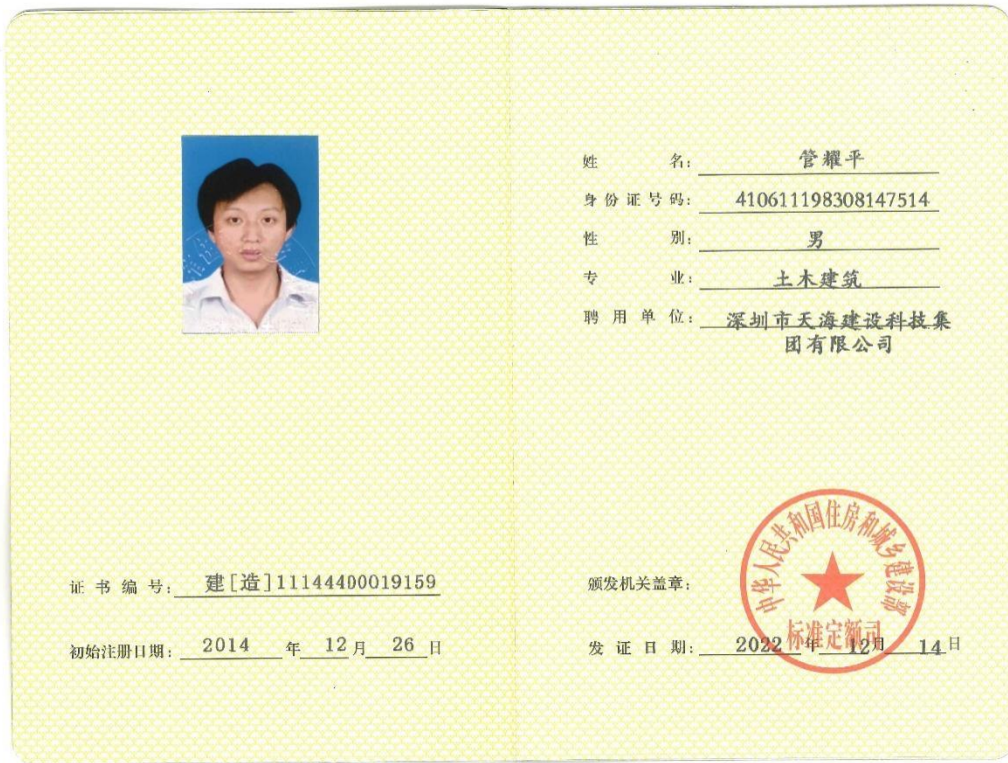 姓 名: 管耀平
身份证号码: 410611198308147514
性 别: 男
专 业: 土木建筑
聘用单位: 深圳市天海建设科技集
团有限公司
证书编号: 建[造]11144400019159
初始注册日期: 2014 年 12 月 26 日
颁发机关盖章:
中华人民共和国住房和城乡建设部
标准定额司
发证日期: 2022 年 12 月 14 日